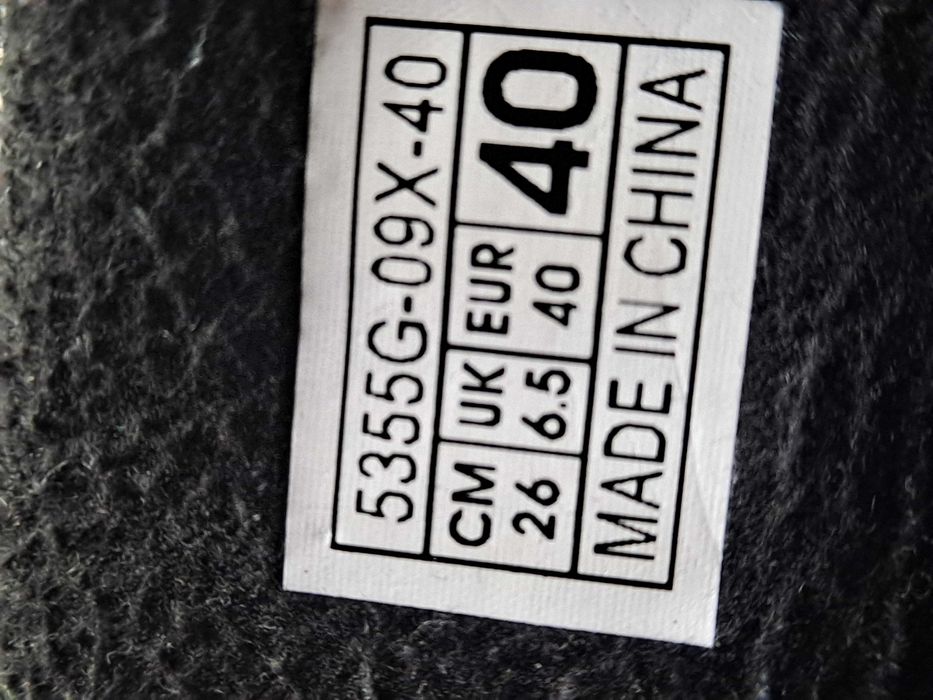 5355G-09X-40
CM UK EUR 40
26 6.5 40
MADE IN CHINA